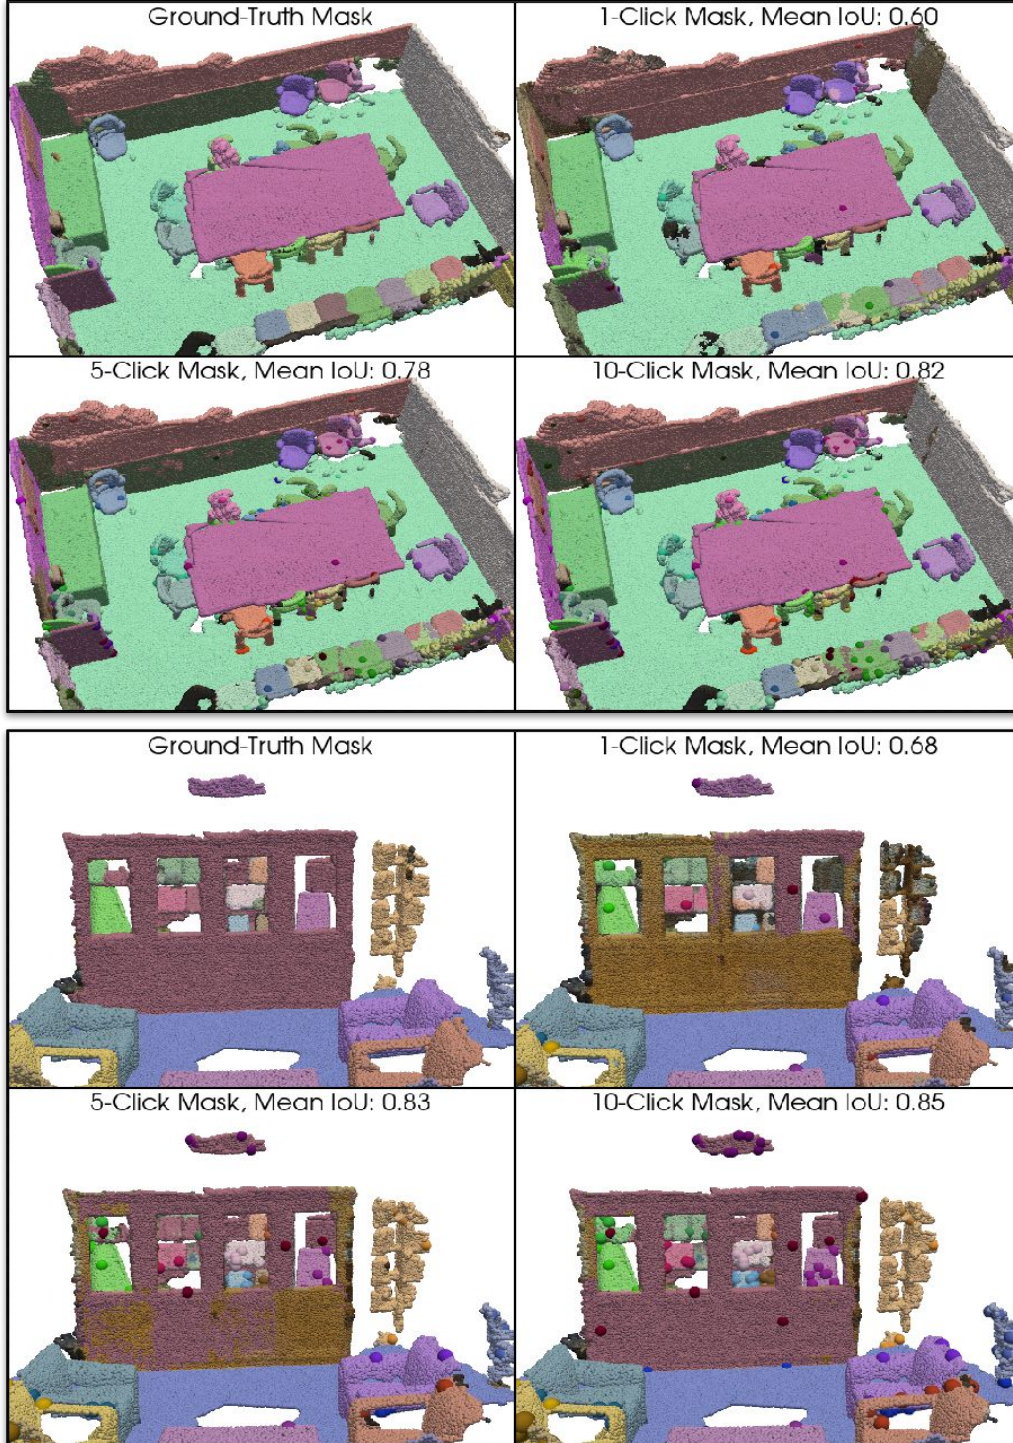 Ground-Truth Mask
1-Click Mask, Mean IoU: 0.60
5-Click Mask, Mean IoU: 0.78
10-Click Mask, Mean IoU: 0.82
Ground-Truth Mask
1-Click Mask, Mean IoU: 0.68
5-Click Mask, Mean IoU: 0.83
10-Click Mask, Mean IoU: 0.85